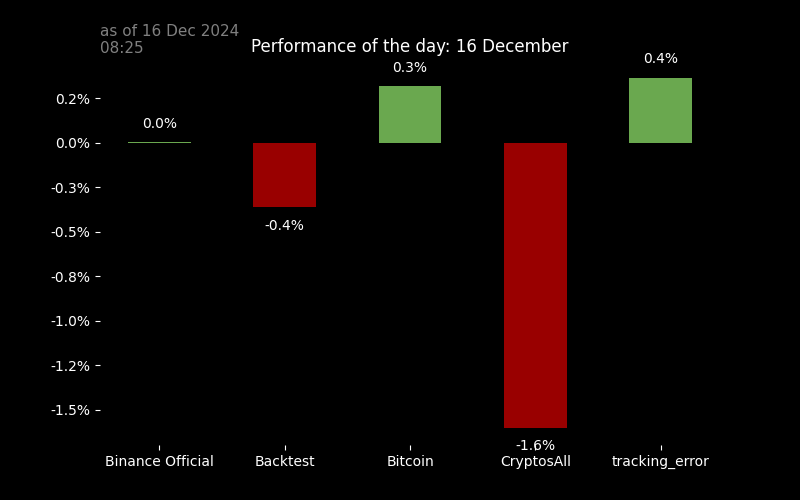 as of 16 Dec 2024
08:25
Performance of the day: 16 December
0.2%
0.0%
-0.3%
-0.5%
-0.8%
-1.0%
-1.2%
-1.5%
0.0%
-0.4%
0.3%
-1.6%
0.4%
Binance Official
Backtest
Bitcoin
CryptosAll
tracking_error